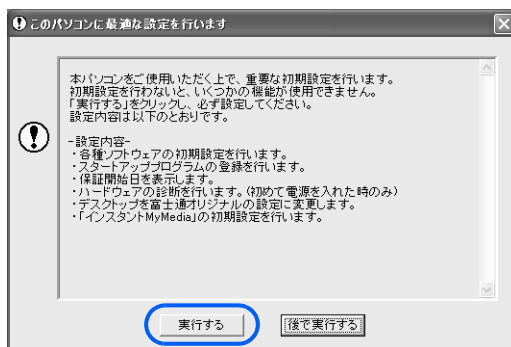 このパソコンに最適な設定を行います
本パソコンをご使用いただく上で、重要な初期設定を行います。
初期設定を行わないと、いくつかの機能が使用できません。
「実行する」をクリックし、必ず設定してください。
設定内容は以下のとおりです。
-設定内容-
・各種ソフトウェアの初期設定を行います。
・スタートアッププログラムの登録を行います。
・保証開始日を表示します。
・ハードウェアの診断を行います。(初めて電源を入れた時のみ)
・デスクトップを富士通オリジナルの設定に変更します。
・「インスタントMyMedia」の初期設定を行います。
実行する
後で実行する